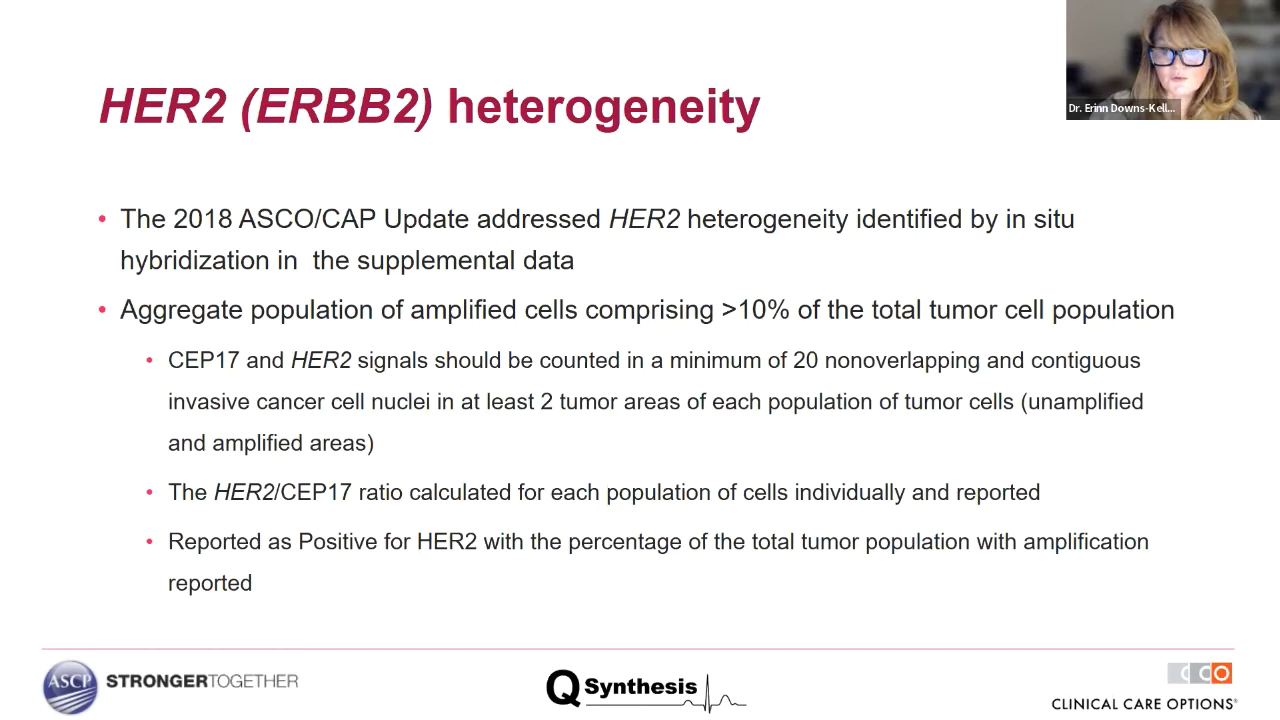 Dr. Erinn Downs-Kell...
HER2 (ERBB2) heterogeneity
• The 2018 ASCO/CAP Update addressed HER2 heterogeneity identified by in situ
hybridization in  the supplemental data
• Aggregate population of amplified cells comprising >10% of the total tumor cell population
• CEP17 and HER2 signals should be counted in a minimum of 20 nonoverlapping and contiguous
invasive cancer cell nuclei in at least 2 tumor areas of each population of tumor cells (unamplified
and amplified areas)
• The HER2/CEP17 ratio calculated for each population of cells individually and reported
• Reported as Positive for HER2 with the percentage of the total tumor population with amplification
reported
ASCP STRONGERTOGETHER
Q Synthesis
CCO
CLINICAL CARE OPTIONS®